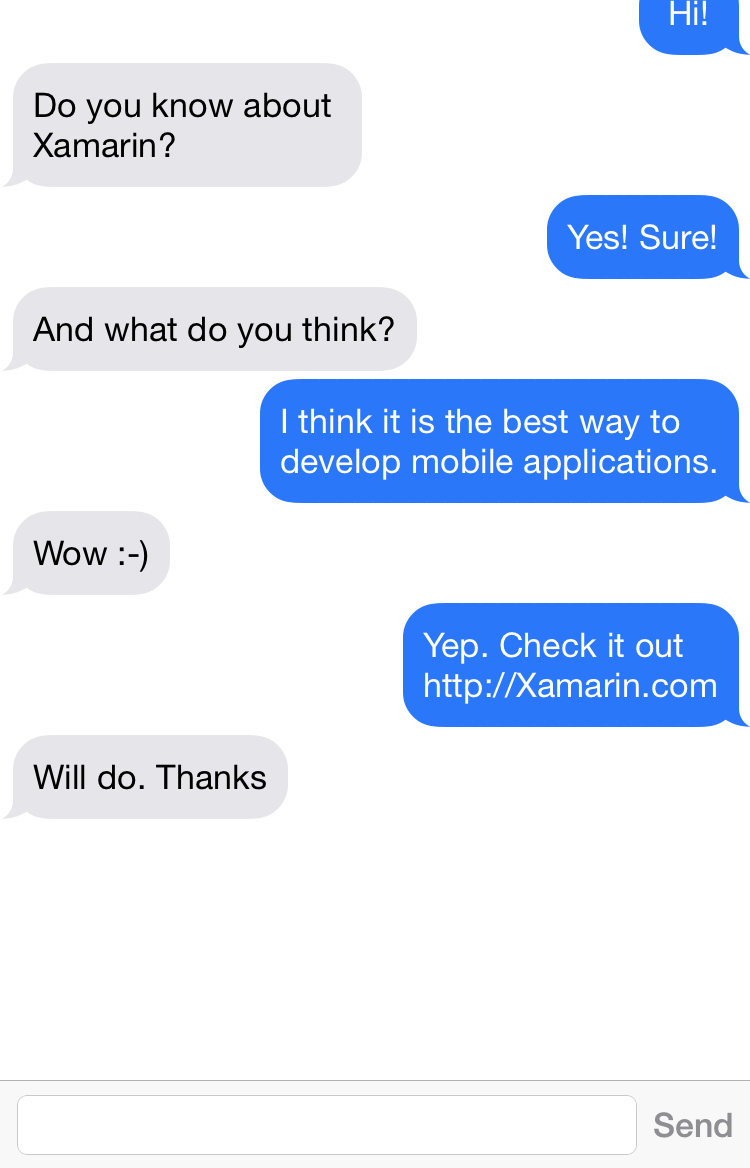 Hi!
Do you know about
Xamarin?
Yes! Sure!
And what do you think?
I think it is the best way to
develop mobile applications.
Wow :-)
Yep. Check it out
http://Xamarin.com
Will do. Thanks
Send